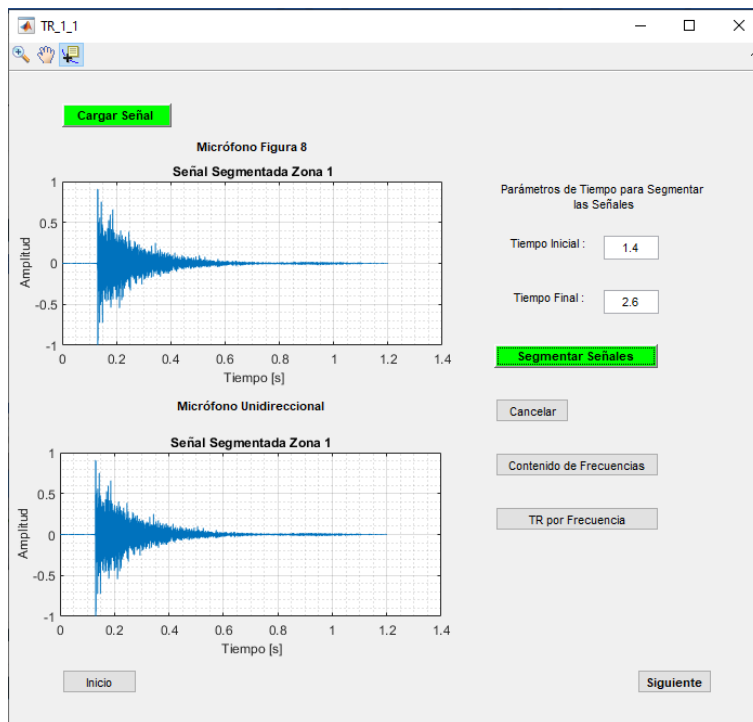 TR_1_1
Cargar Señal
Micrófono Figura 8
Señal Segmentada Zona 1
1
0.5
0
-0.5
-1
Amplitud
0 0.2 0.4 0.6 0.8 1 1.2 1.4
Tiempo [s]
Parámetros de Tiempo para Segmentar
las Señales
Tiempo Inicial : 1.4
Tiempo Final : 2.6
Segmentar Señales
Cancelar
Contenido de Frecuencias
TR por Frecuencia
Micrófono Unidireccional
Señal Segmentada Zona 1
1
0.5
0
-0.5
-1
Amplitud
0 0.2 0.4 0.6 0.8 1 1.2 1.4
Tiempo [s]
Inicio
Siguiente